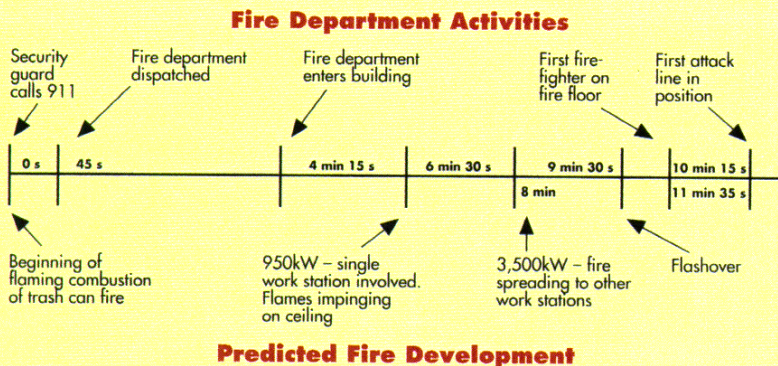 Fire Department Activities
Security
guard
calls 911
Fire department
dispatched
Fire department
enters building
First fire-
fighter on
fire floor
First attack
line in
position
0 s
45 s
4 min 15 s
6 min 30 s
9 min 30 s
10 min 15 s
8 min
11 min 35 s
Beginning of
flaming combustion
of trash can fire
950kW – single
work station involved.
Flames impinging
on ceiling
3,500kW – fire
spreading to other
work stations
Flashover
Predicted Fire Development